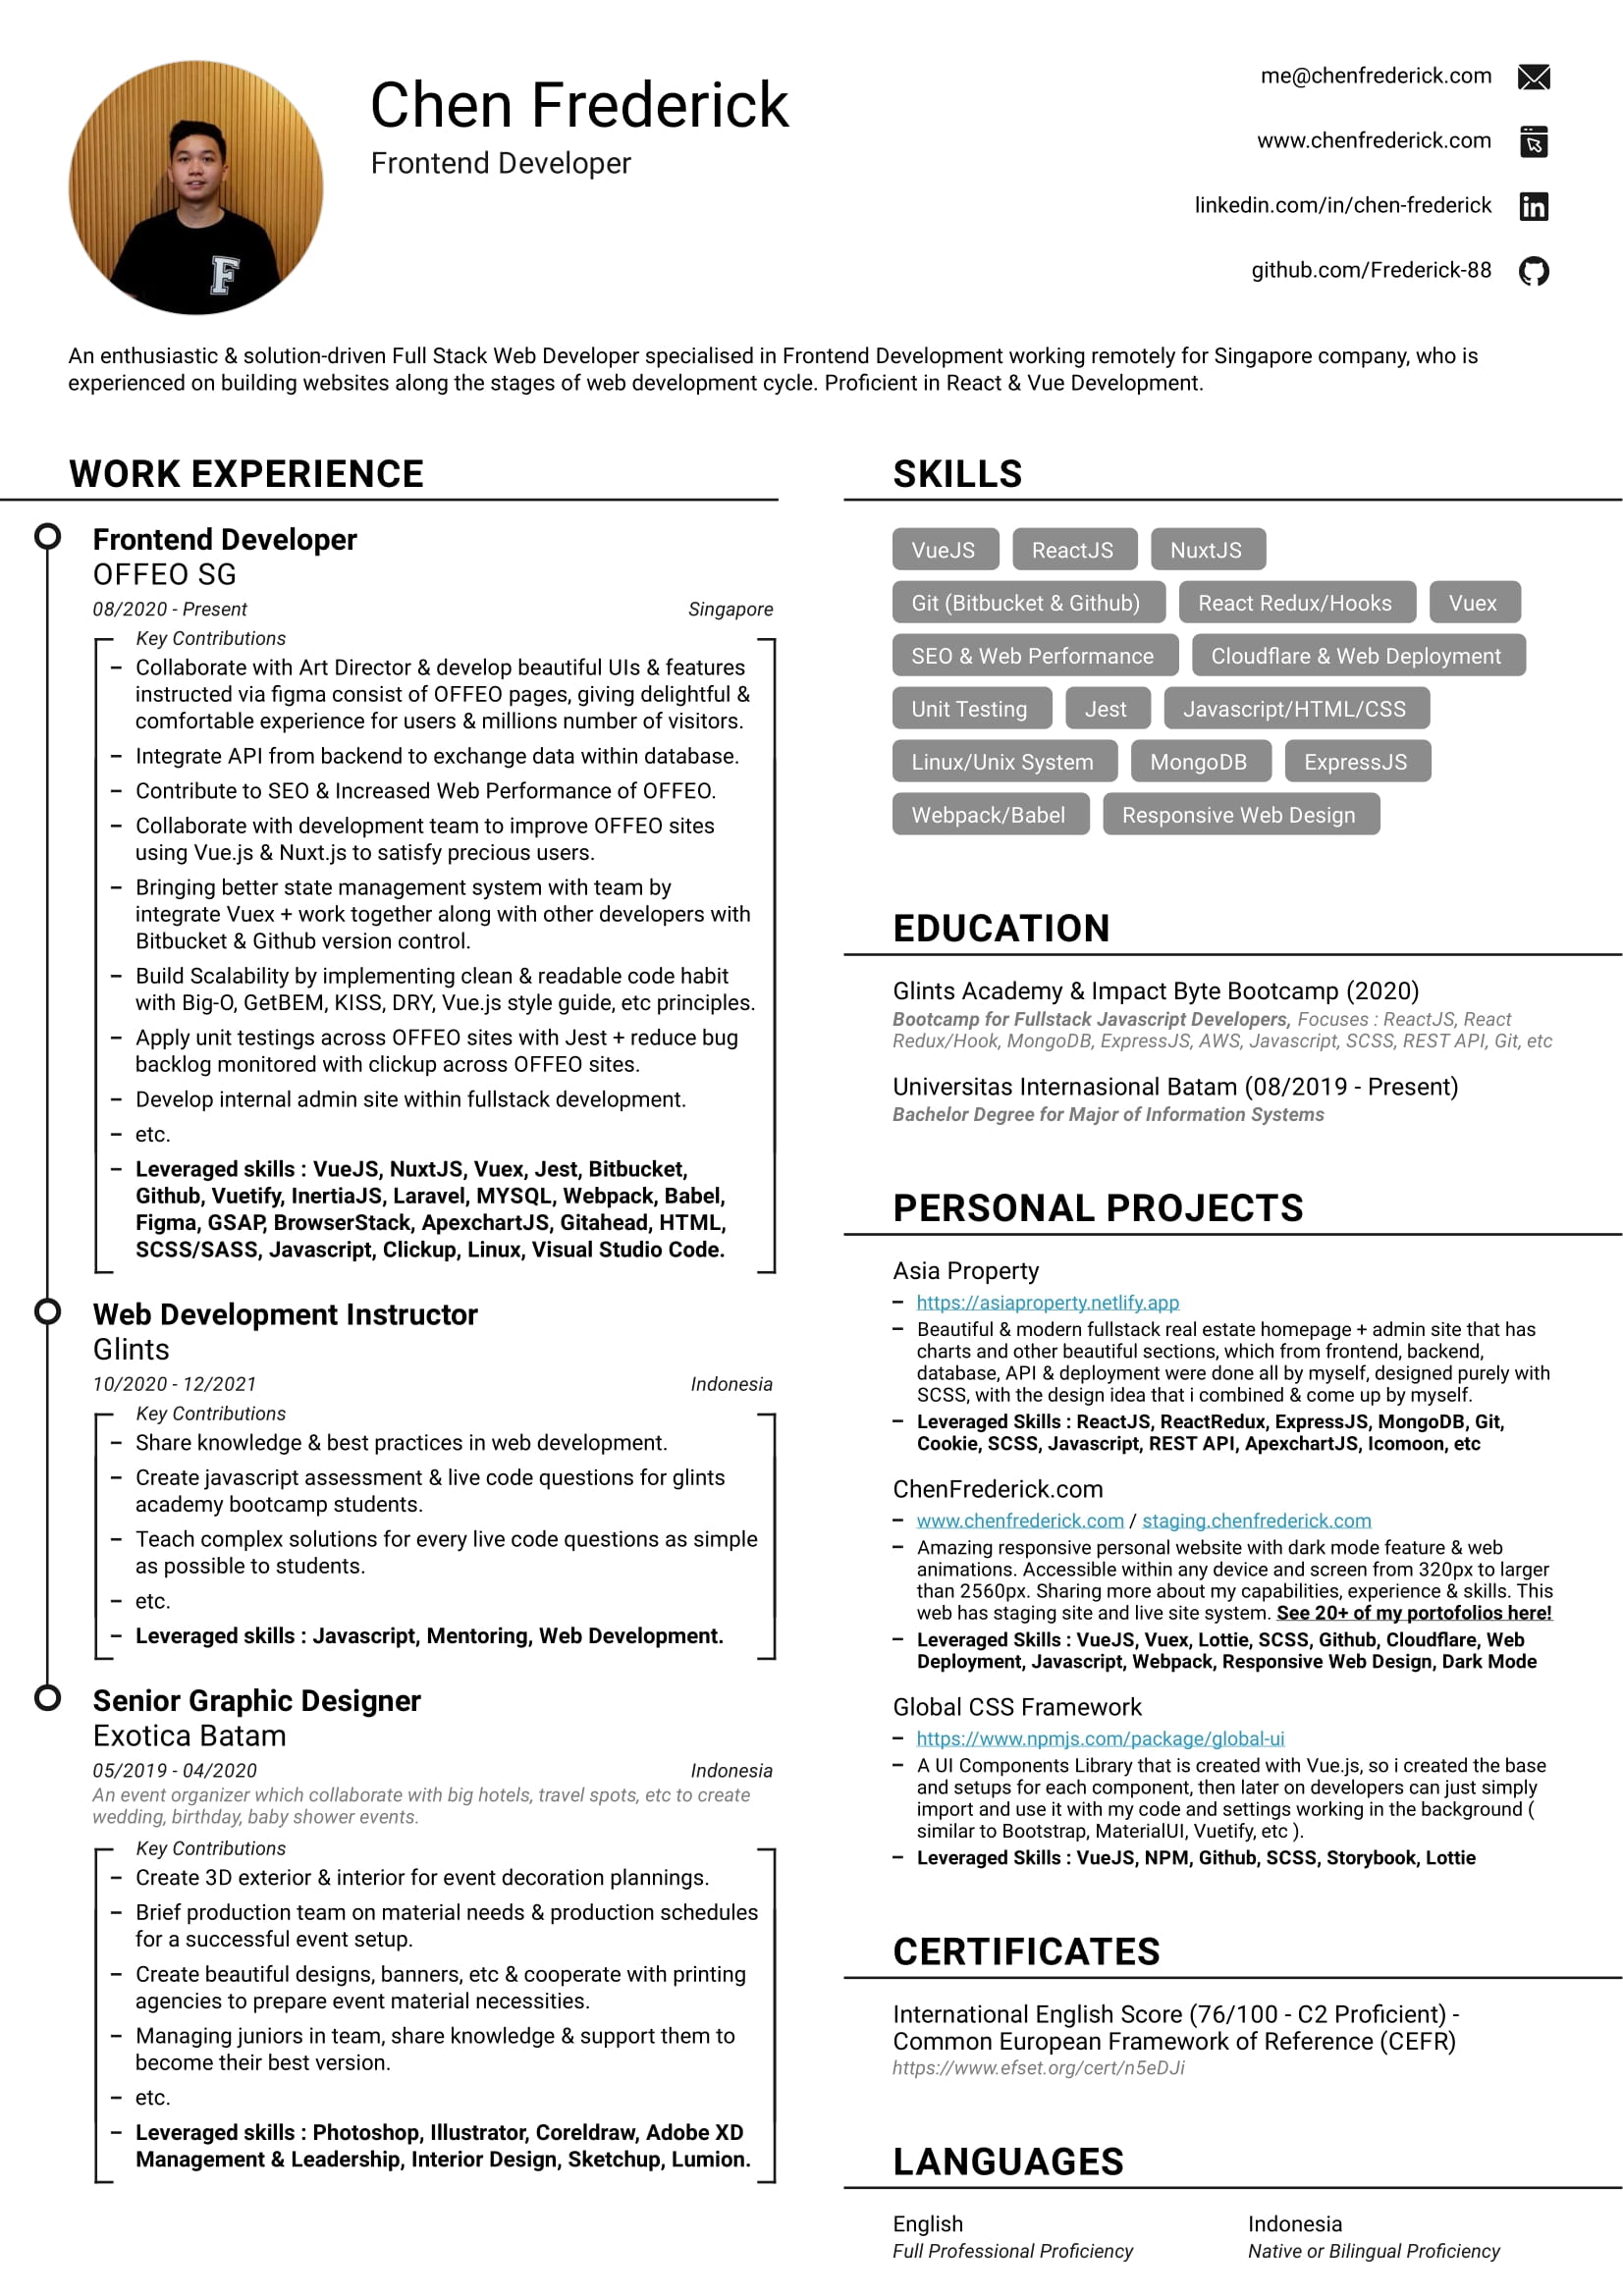 Chen Frederick
Frontend Developer
me@chenfrederick.com
www.chenfrederick.com
linkedin.com/in/chen-frederick
github.com/Frederick-88
F
An enthusiastic & solution-driven Full Stack Web Developer specialised in Frontend Development working remotely for Singapore company, who is
experienced on building websites along the stages of web development cycle. Proficient in React & Vue Development.
WORK EXPERIENCE
Frontend Developer
OFFEO SG
08/2020 - Present Singapore
Key Contributions
– Collaborate with Art Director & develop beautiful UIs & features
instructed via figma consist of OFFEO pages, giving delightful &
comfortable experience for users & millions number of visitors.
– Integrate API from backend to exchange data within database.
– Contribute to SEO & Increased Web Performance of OFFEO.
– Collaborate with development team to improve OFFEO sites
using Vue.js & Nuxt.js to satisfy precious users.
– Bringing better state management system with team by
integrate Vuex + work together along with other developers with
Bitbucket & Github version control.
– Build Scalability by implementing clean & readable code habit
with Big-O, GetBEM, KISS, DRY, Vue.js style guide, etc principles.
– Apply unit testings across OFFEO sites with Jest + reduce bug
backlog monitored with clickup across OFFEO sites.
– Develop internal admin site within fullstack development.
– etc.
– Leveraged skills : VueJS, NuxtJS, Vuex, Jest, Bitbucket,
Github, Vuetify, InertiaJS, Laravel, MYSQL, Webpack, Babel,
Figma, GSAP, BrowserStack, ApexchartJS, Gitahead, HTML,
SCSS/SASS, Javascript, Clickup, Linux, Visual Studio Code.
Web Development Instructor
Glints
10/2020 - 12/2021 Indonesia
Key Contributions
– Share knowledge & best practices in web development.
– Create javascript assessment & live code questions for glints
academy bootcamp students.
– Teach complex solutions for every live code questions as simple
as possible to students.
– etc.
– Leveraged skills : Javascript, Mentoring, Web Development.
Senior Graphic Designer
Exotica Batam
05/2019 - 04/2020 Indonesia
An event organizer which collaborate with big hotels, travel spots, etc to create
wedding, birthday, baby shower events.
Key Contributions
– Create 3D exterior & interior for event decoration plannings.
– Brief production team on material needs & production schedules
for a successful event setup.
– Create beautiful designs, banners, etc & cooperate with printing
agencies to prepare event material necessities.
– Managing juniors in team, share knowledge & support them to
become their best version.
– etc.
– Leveraged skills : Photoshop, Illustrator, Coreldraw, Adobe XD
Management & Leadership, Interior Design, Sketchup, Lumion.
SKILLS
VueJS ReactJS NuxtJS
Git (Bitbucket & Github) React Redux/Hooks Vuex
SEO & Web Performance Cloudflare & Web Deployment
Unit Testing Jest Javascript/HTML/CSS
Linux/Unix System MongoDB ExpressJS
Webpack/Babel Responsive Web Design
EDUCATION
Glints Academy & Impact Byte Bootcamp (2020)
Bootcamp for Fullstack Javascript Developers, Focuses : ReactJS, React
Redux/Hook, MongoDB, ExpressJS, AWS, Javascript, SCSS, REST API, Git, etc
Universitas Internasional Batam (08/2019 - Present)
Bachelor Degree for Major of Information Systems
PERSONAL PROJECTS
Asia Property
– https://asiaproperty.netlify.app
– Beautiful & modern fullstack real estate homepage + admin site that has
charts and other beautiful sections, which from frontend, backend,
database, API & deployment were done all by myself, designed purely with
SCSS, with the design idea that i combined & come up by myself.
– Leveraged Skills : ReactJS, ReactRedux, ExpressJS, MongoDB, Git,
Cookie, SCSS, Javascript, REST API, ApexchartJS, Icomoon, etc
ChenFrederick.com
– www.chenfrederick.com / staging.chenfrederick.com
– Amazing responsive personal website with dark mode feature & web
animations. Accessible within any device and screen from 320px to larger
than 2560px. Sharing more about my capabilities, experience & skills. This
web has staging site and live site system. See 20+ of my portofolios here!
– Leveraged Skills : VueJS, Vuex, Lottie, SCSS, Github, Cloudflare, Web
Deployment, Javascript, Webpack, Responsive Web Design, Dark Mode
Global CSS Framework
– https://www.npmjs.com/package/global-ui
– A UI Components Library that is created with Vue.js, so i created the base
and setups for each component, then later on developers can just simply
import and use it with my code and settings working in the background (
similar to Bootstrap, MaterialUI, Vuetify, etc ).
– Leveraged Skills : VueJS, NPM, Github, SCSS, Storybook, Lottie
CERTIFICATES
International English Score (76/100 - C2 Proficient) -
Common European Framework of Reference (CEFR)
https://www.efset.org/cert/n5eDJi
LANGUAGES
English Indonesia
Full Professional Proficiency Native or Bilingual Proficiency